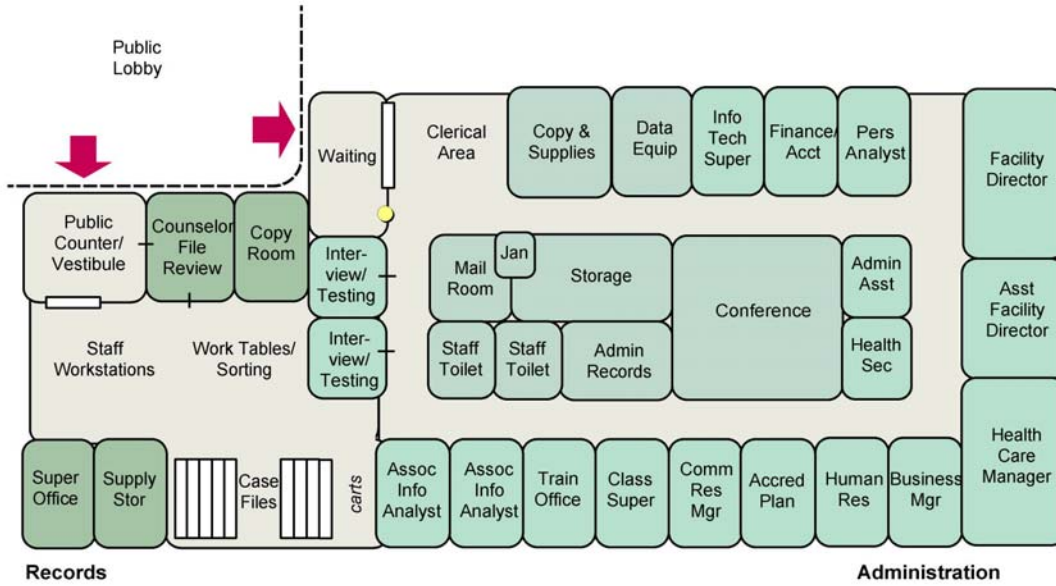 Public
Lobby
Waiting
Clerical
Area
Copy &
Supplies
Data
Equip
Info
Tech
Super
Finance/
Acct
Pers
Analyst
Facility
Director
Public
Counter/
Vestibule
Counselor
File
Review
Copy
Room
Inter-
view/
Testing
Mail
Room
Jan
Storage
Conference
Admin
Asst
Asst
Facility
Director
Staff
Workstations
Work Tables/
Sorting
Inter-
view/
Testing
Staff
Toilet
Staff
Toilet
Admin
Records
Health
Sec
Super
Office
Supply
Stor
Case
Files
carts
Assoc
Info
Analyst
Assoc
Info
Analyst
Train
Office
Class
Super
Comm
Res
Mgr
Accred
Plan
Human
Res
Business
Mgr
Health
Care
Manager
Records
Administration